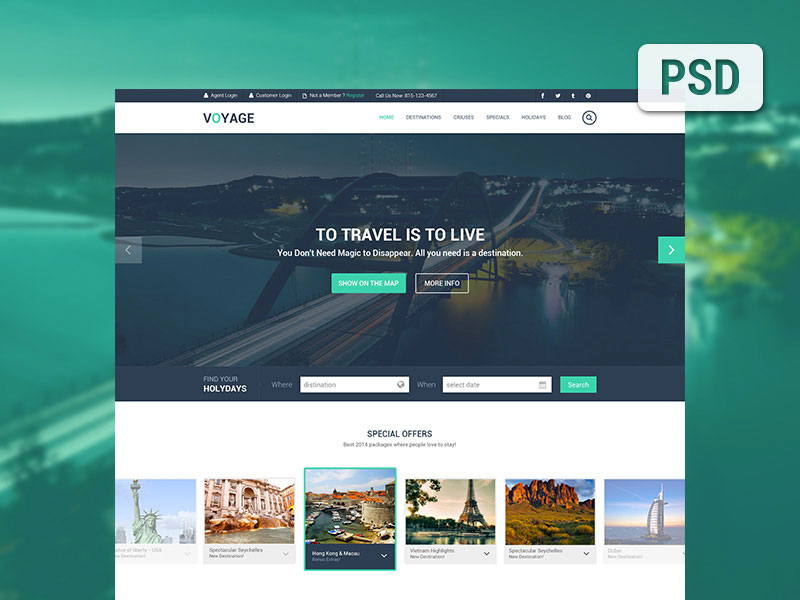 PSD
Agent Login Customer Login Not a Member ? Register Call Us Now 815-123-4567
VOYAGE HOME DESTINATIONS CRIUSES SPECIALS HOLIDAYS BLOG
TO TRAVEL IS TO LIVE
You Don't Need Magic to Disappear. All you need is a destination.
SHOW ON THE MAP MORE INFO
FIND YOUR
HOLYDAYS
Where distination When select date Search
SPECIAL OFFERS
Best 2014 packages where people love to stay!
of liberty - USA Spectacular Seychelles Hong Kong & Macau Vietnam Highlights Spectacular Seychelles Dubai
New Destination! New Destination! Bonus Extras! New Destination! New Destination! New Destination!